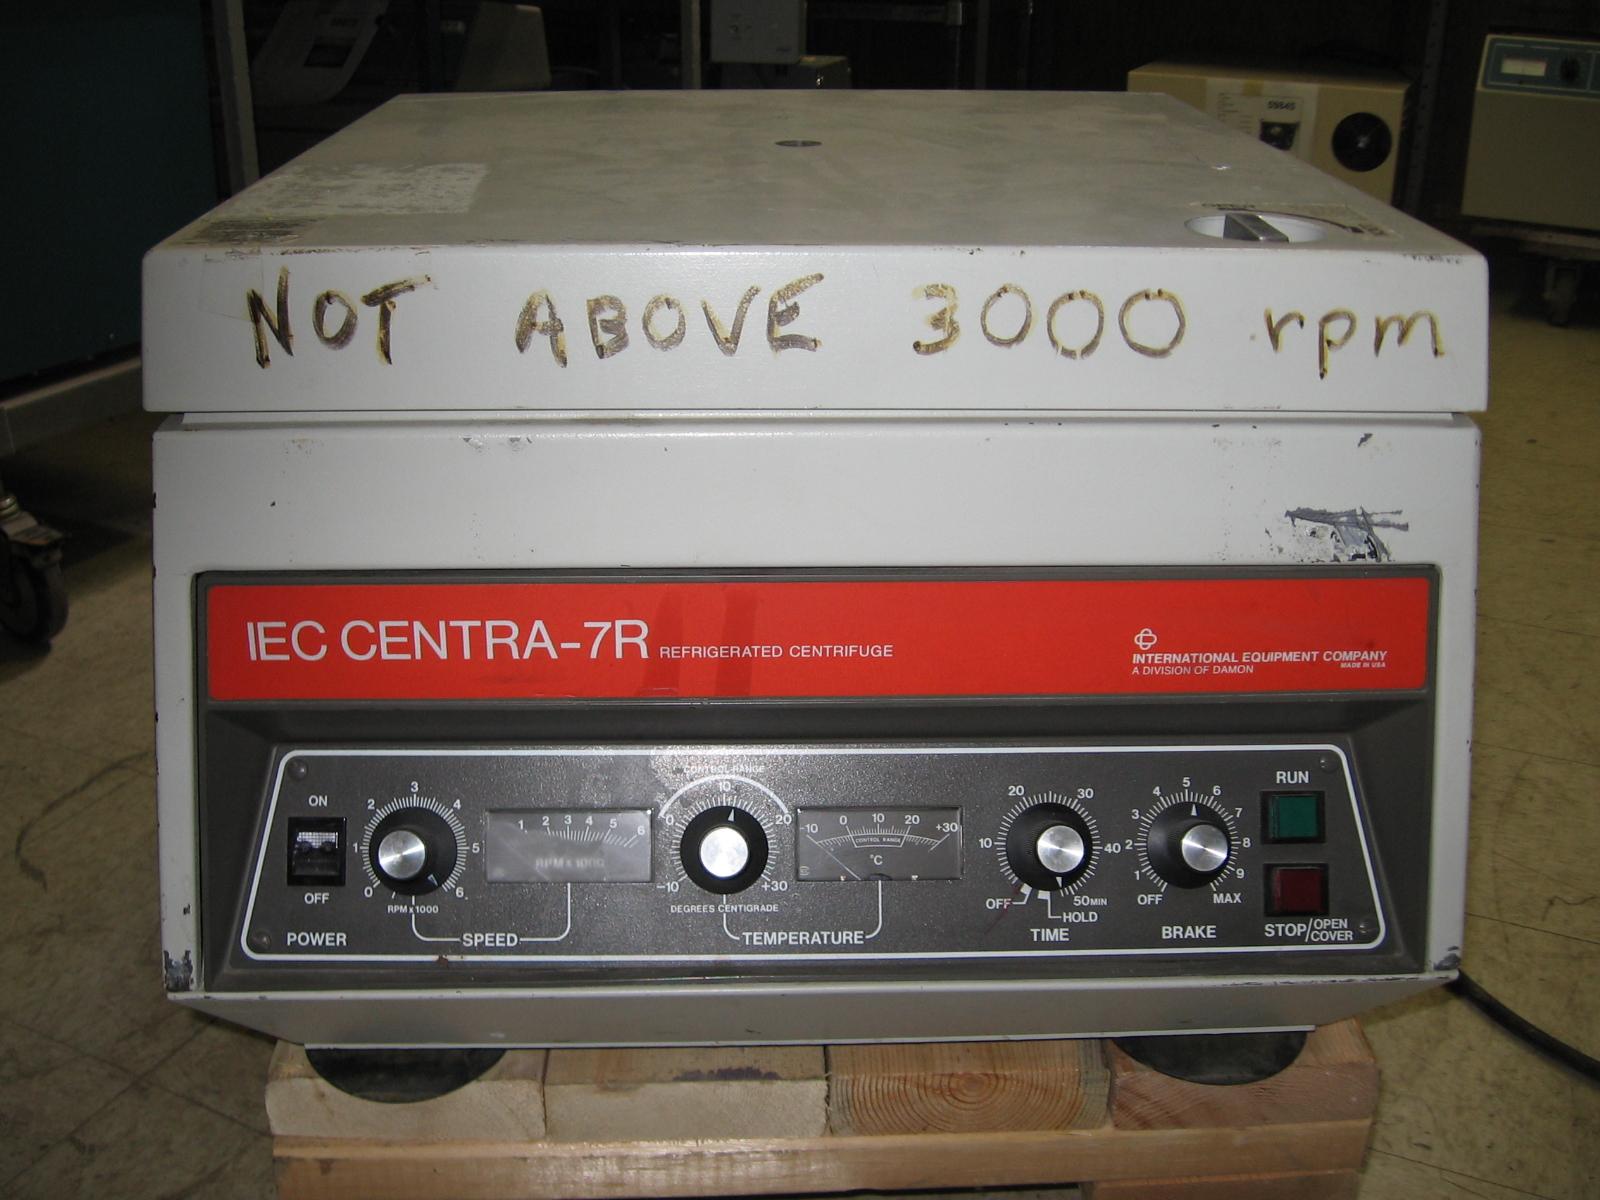 59845
NOT ABOVE 3000 rpm
IEC CENTRA-7R REFRIGERATED CENTRIFUGE
INTERNATIONAL EQUIPMENT COMPANY
MADE IN USA
A DIVISION OF DAMON
ON
OFF
POWER
0 1 2 3 4 5 6
RPM x 1000
SPEED
1 2 3 4 5 6
RPM x 1000
CONTROL RANGE
-10 0 10 20 +30
DEGREES CENTIGRADE
TEMPERATURE
-10 0 10 20 +30
CONTROL RANGE
°C
OFF 10 20 30 40 50 MIN
HOLD
TIME
OFF 1 2 3 4 5 6 7 8 9 MAX
BRAKE
RUN
STOP/OPEN COVER